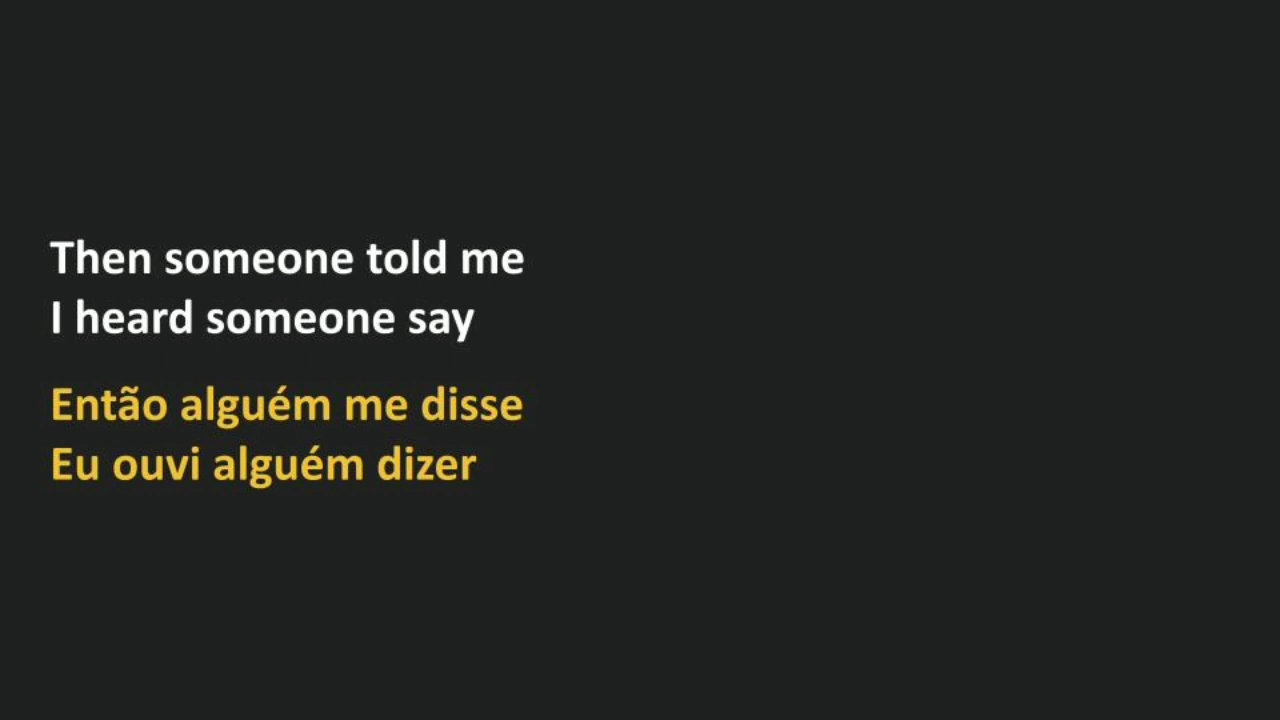 Then someone told me
I heard someone say
Então alguém me disse
Eu ouvi alguém dizer